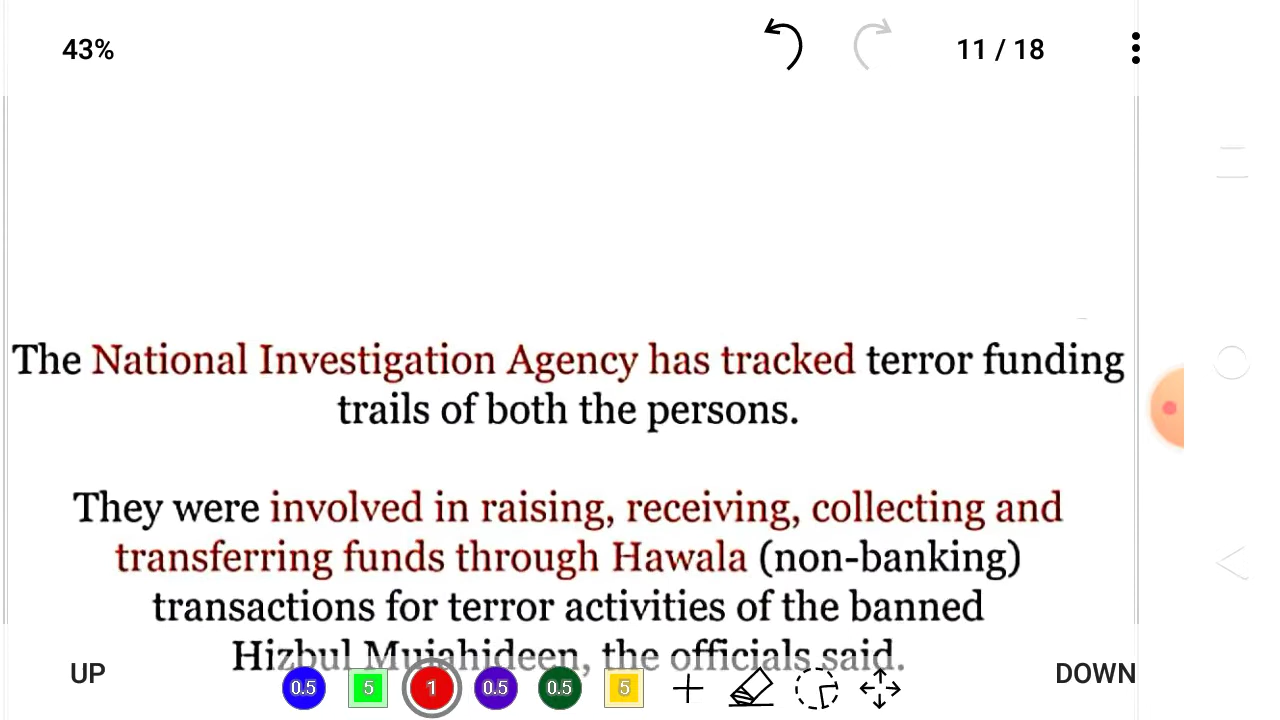 43%
11 / 18
The National Investigation Agency has tracked terror funding
trails of both the persons.
They were involved in raising, receiving, collecting and
transferring funds through Hawala (non-banking)
transactions for terror activities of the banned
Hizbul Mujahideen, the officials said.
UP
0.5
5
1
0.5
0.5
5
DOWN